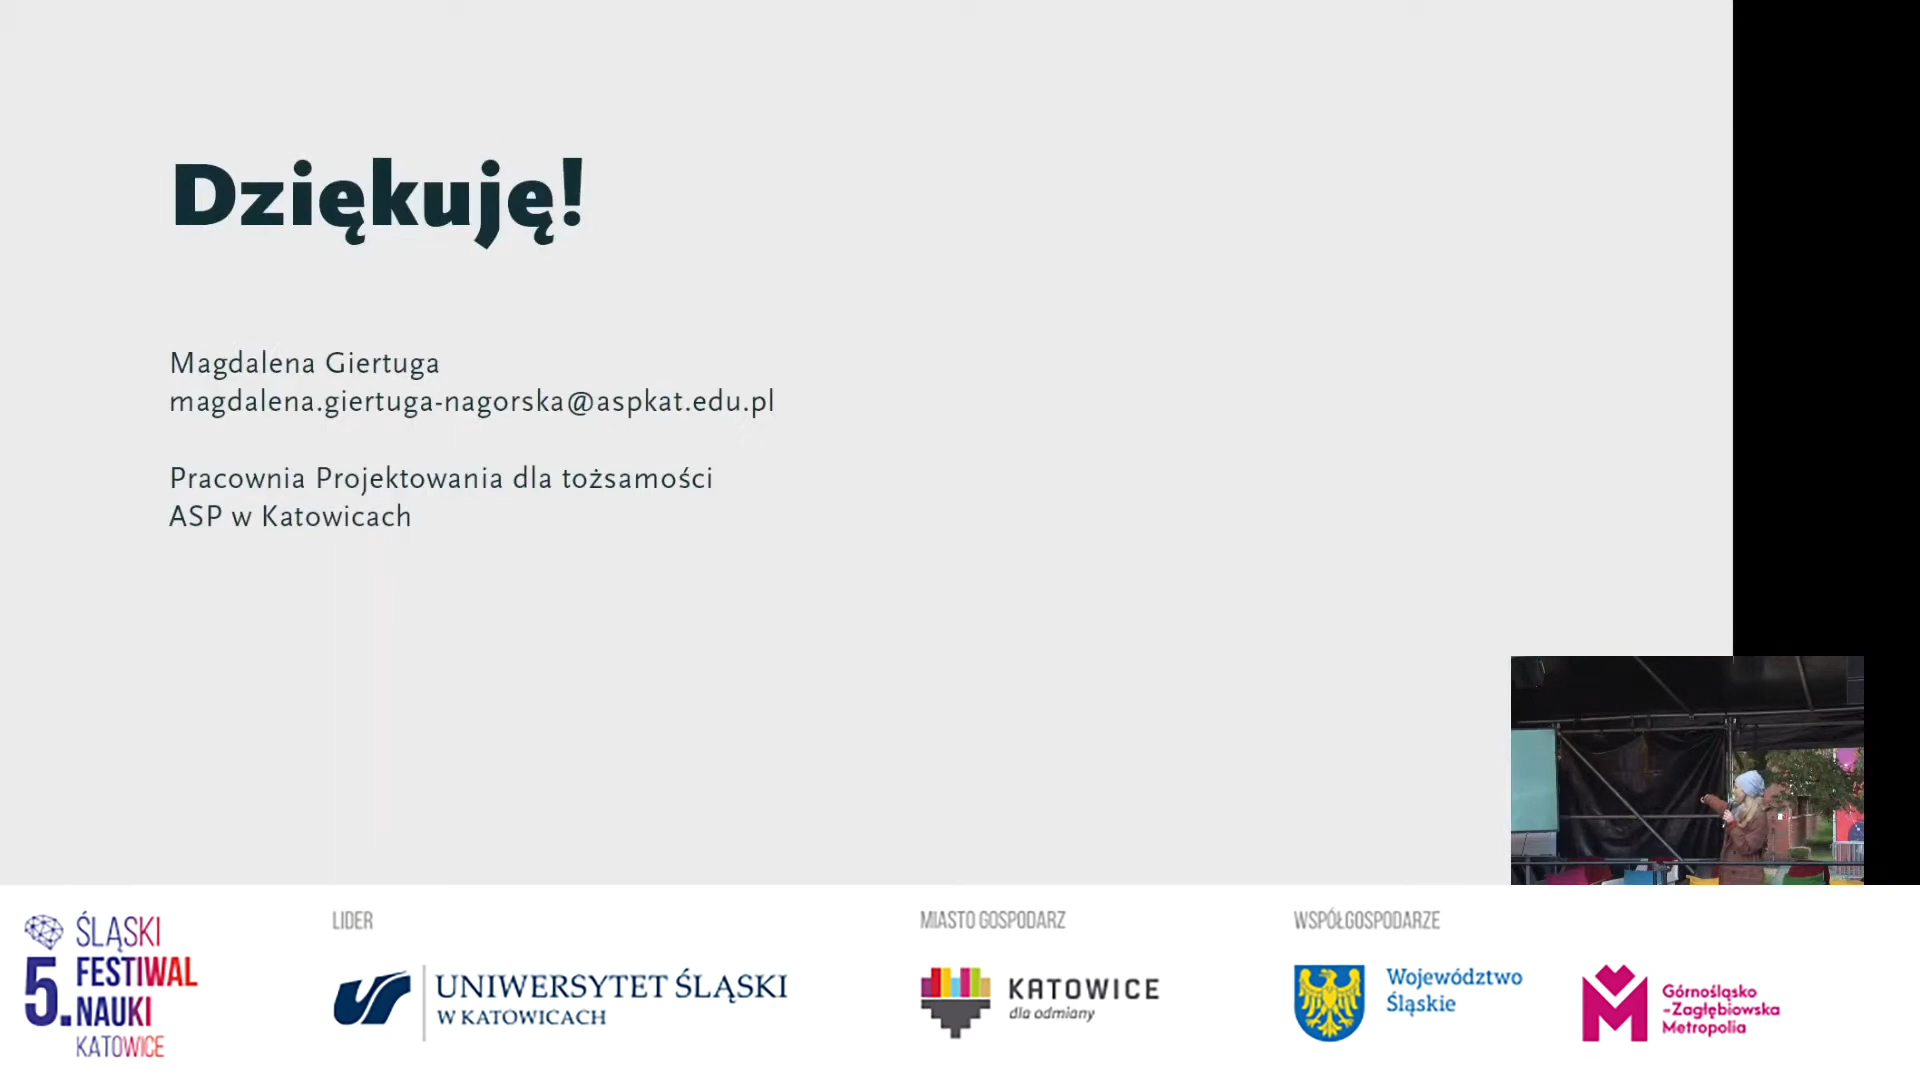 Dziękuję!
Magdalena Giertuga
magdalena.giertuga-nagorska@aspkat.edu.pl
Pracownia Projektowania dla tożsamości
ASP w Katowicach
5. ŚLĄSKI
FESTIWAL
NAUKI
KATOWICE
LIDER
UNIWERSYTET ŚLĄSKI
W KATOWICACH
MIASTO GOSPODARZ
KATOWICE
dla odmiany
WSPÓŁGOSPODARZE
Województwo
Śląskie
Górnośląsko
-Zagłębiowska
Metropolia